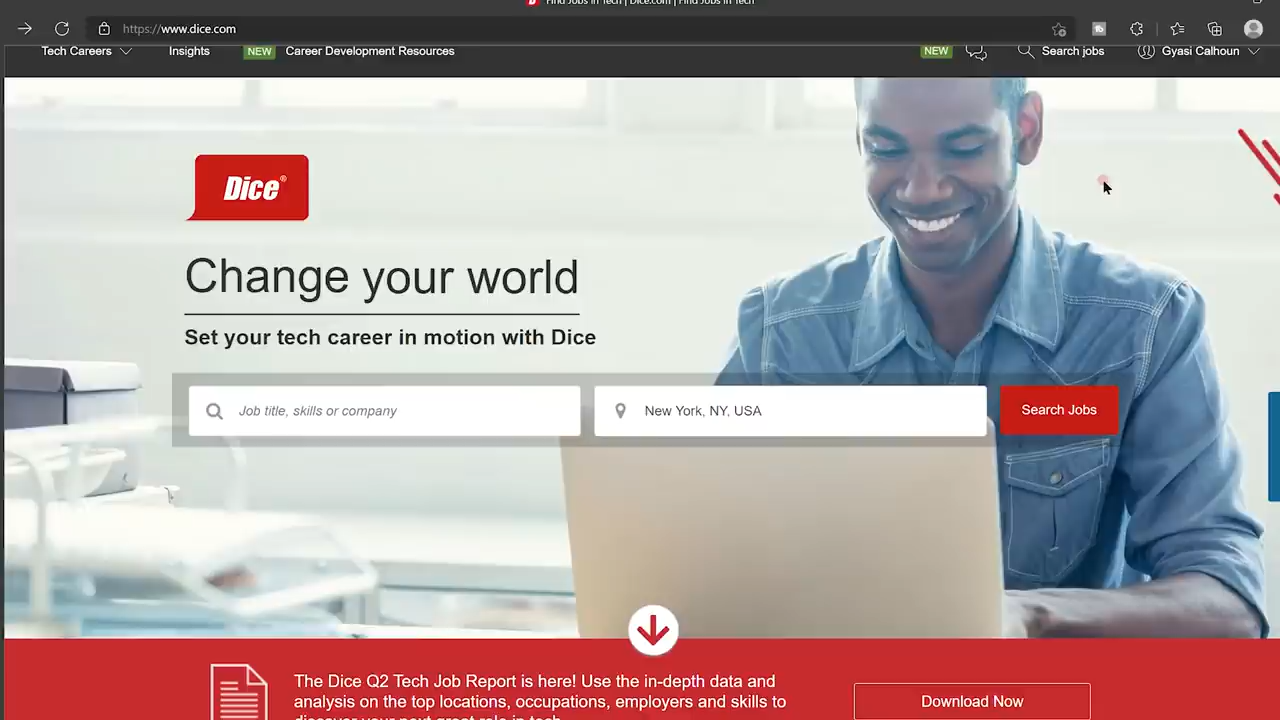 Find Jobs in Tech | Dice.com | Find Jobs in Tech
https://www.dice.com
Tech Careers Insights NEW Career Development Resources NEW Search jobs Gyasi Calhoun
Dice®
Change your world
Set your tech career in motion with Dice
Job title, skills or company New York, NY, USA Search Jobs
The Dice Q2 Tech Job Report is here! Use the in-depth data and
analysis on the top locations, occupations, employers and skills to
discover your next great role in tech.
Download Now